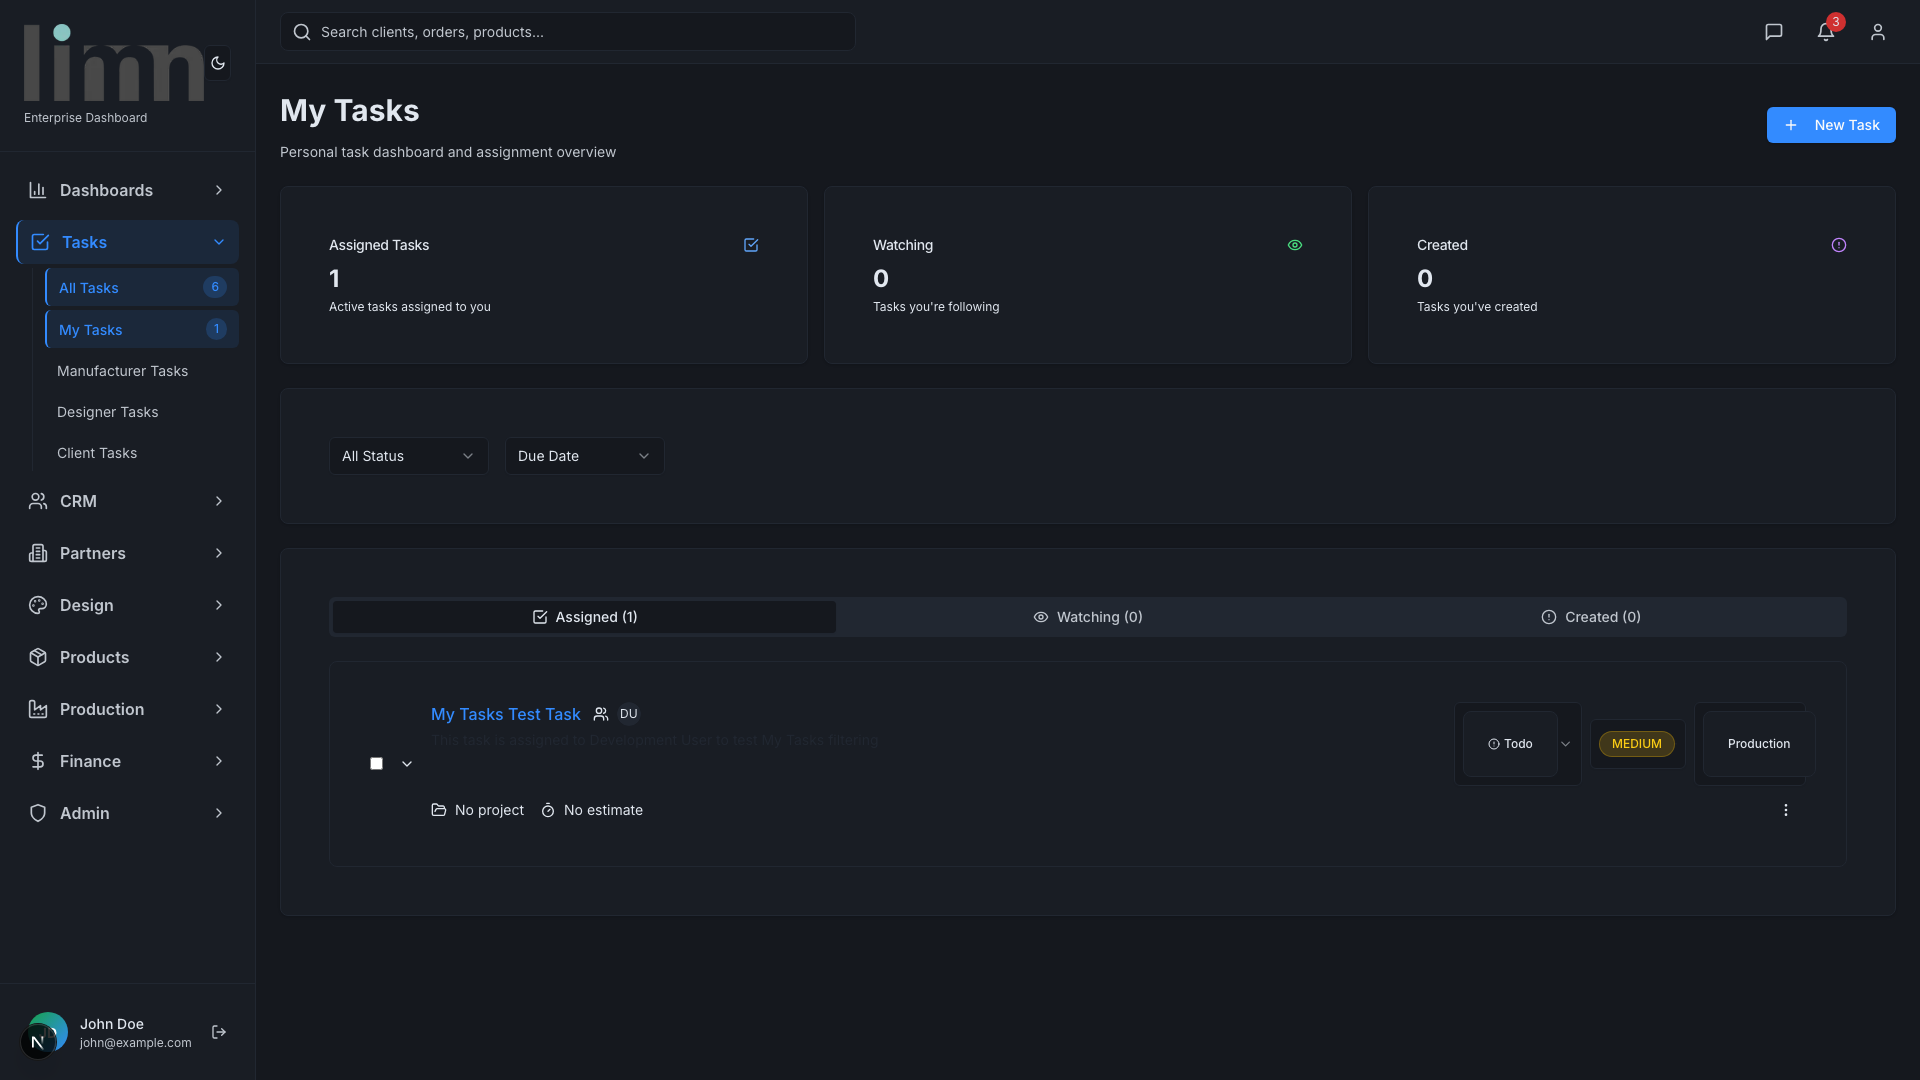 limn
Enterprise Dashboard
Search clients, orders, products...
3
Dashboards
Tasks
All Tasks 6
My Tasks 1
Manufacturer Tasks
Designer Tasks
Client Tasks
CRM
Partners
Design
Products
Production
Finance
Admin
N
John Doe
john@example.com
My Tasks
Personal task dashboard and assignment overview
New Task
Assigned Tasks
1
Active tasks assigned to you
Watching
0
Tasks you're following
Created
0
Tasks you've created
All Status
Due Date
Assigned (1)
Watching (0)
Created (0)
My Tasks Test Task DU
This task is assigned to Development User to test My Tasks filtering
Todo
MEDIUM
Production
No project
No estimate